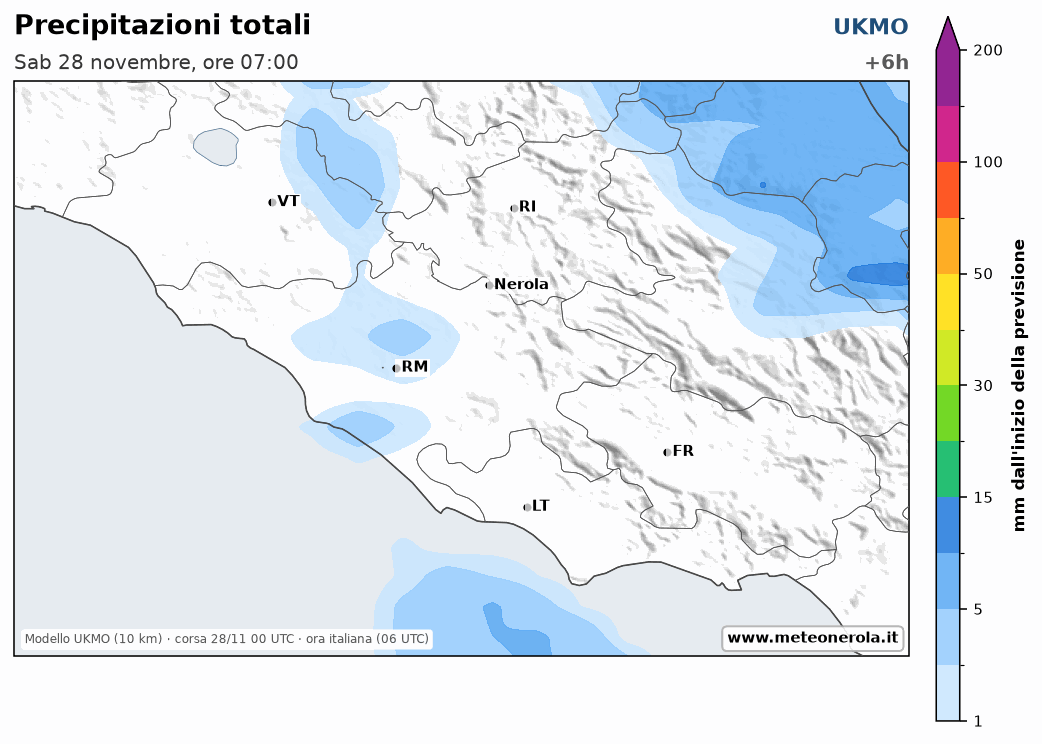 Precipitazioni totali
UKMO
Sab 28 novembre, ore 07:00
+6h
200
100
50
30
15
5
1
mm dall'inizio della previsione
VT
RI
Nerola
RM
FR
LT
Modello UKMO (10 km) · corsa 28/11 00 UTC · ora italiana (06 UTC)
www.meteonerola.it